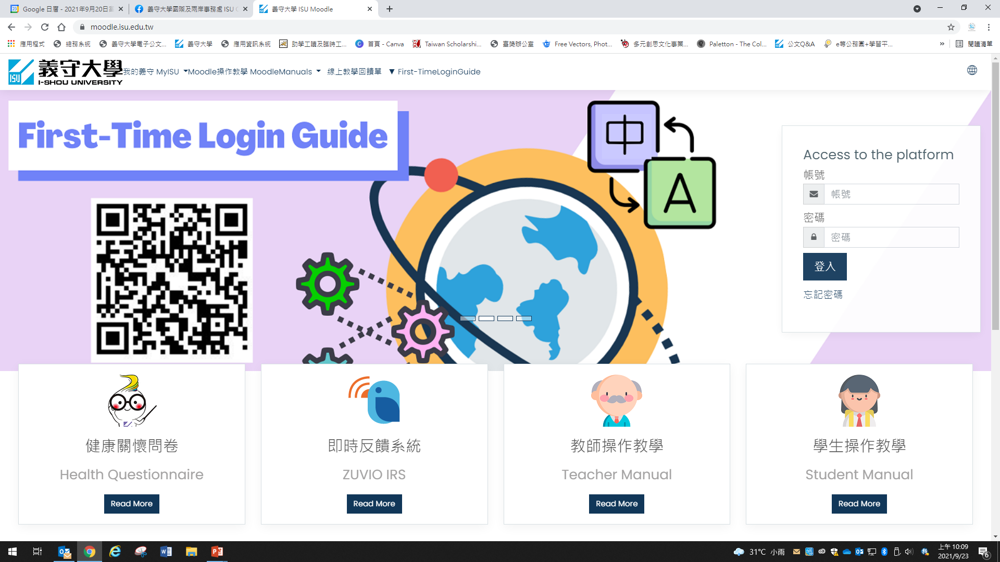 Google 日曆 - 2021年9月20日
義守大學國際及兩岸事務處 ISU
義守大學 ISU Moodle
moodle.isu.edu.tw
應用程式
總務系統
義守大學電子公文...
義守大學
應用資訊系統
助學工讀及臨時工...
首頁 - Canva
Taiwan Scholarshi...
臺獎辦公室
Free Vectors, Phot...
多元創思文化事業...
Paletton - The Col...
公文Q&A
e等公務園+學習平...
»
閱讀清單
ISU
義守大學
I-SHOU UNIVERSITY
我的義守 MyISU
Moodle操作教學 MoodleManuals
線上教學回饋單
▼ First-TimeLoginGuide
First-Time Login Guide
中
A
Access to the platform
帳號
帳號
密碼
密碼
登入
忘記密碼
健康關懷問卷
Health Questionnaire
Read More
即時反饋系統
ZUVIO IRS
Read More
教師操作教學
Teacher Manual
Read More
學生操作教學
Student Manual
Read More
31°C 小雨
上午 10:09
2021/9/23
6